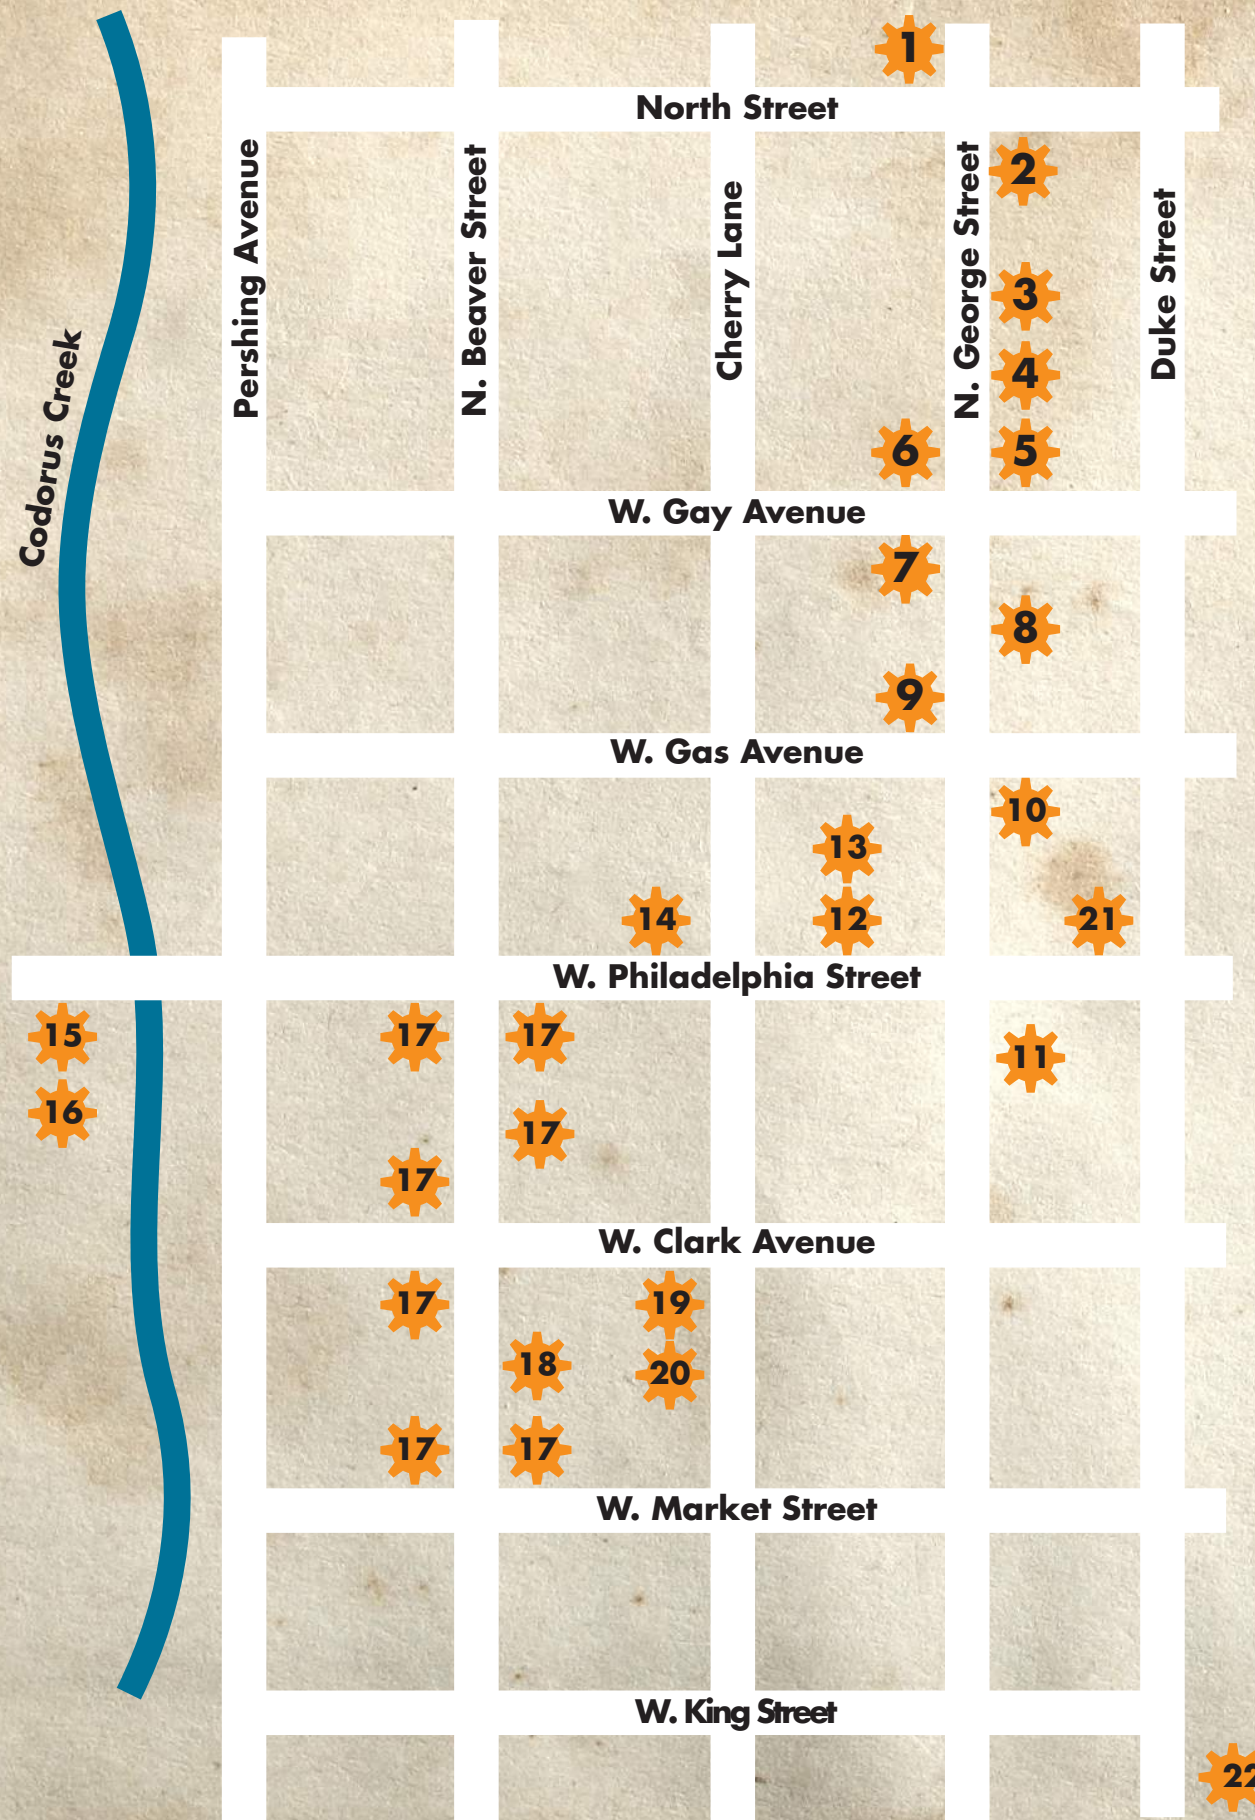 1
North Street
Pershing Avenue
N. Beaver Street
Cherry Lane
N. George Street
Duke Street
2
3
4
5
6
Codorus Creek
W. Gay Avenue
7
8
9
W. Gas Avenue
10
13
14
12
21
W. Philadelphia Street
15
17
17
11
16
17
17
W. Clark Avenue
17
19
18
20
17
17
W. Market Street
W. King Street
22